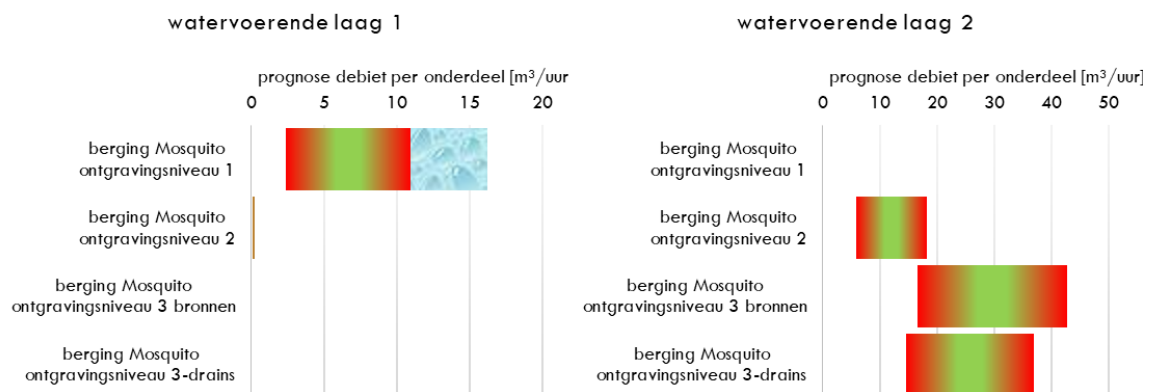 watervoerende laag 1
prognose debiet per onderdeel [m³/uur
0 5 10 15 20
berging Mosquito
ontgravingsniveau 1
berging Mosquito
ontgravingsniveau 2
berging Mosquito
ontgravingsniveau 3 bronnen
berging Mosquito
ontgravingsniveau 3-drains
watervoerende laag 2
prognose debiet per onderdeel [m³/uur]
0 10 20 30 40 50
berging Mosquito
ontgravingsniveau 1
berging Mosquito
ontgravingsniveau 2
berging Mosquito
ontgravingsniveau 3 bronnen
berging Mosquito
ontgravingsniveau 3-drains